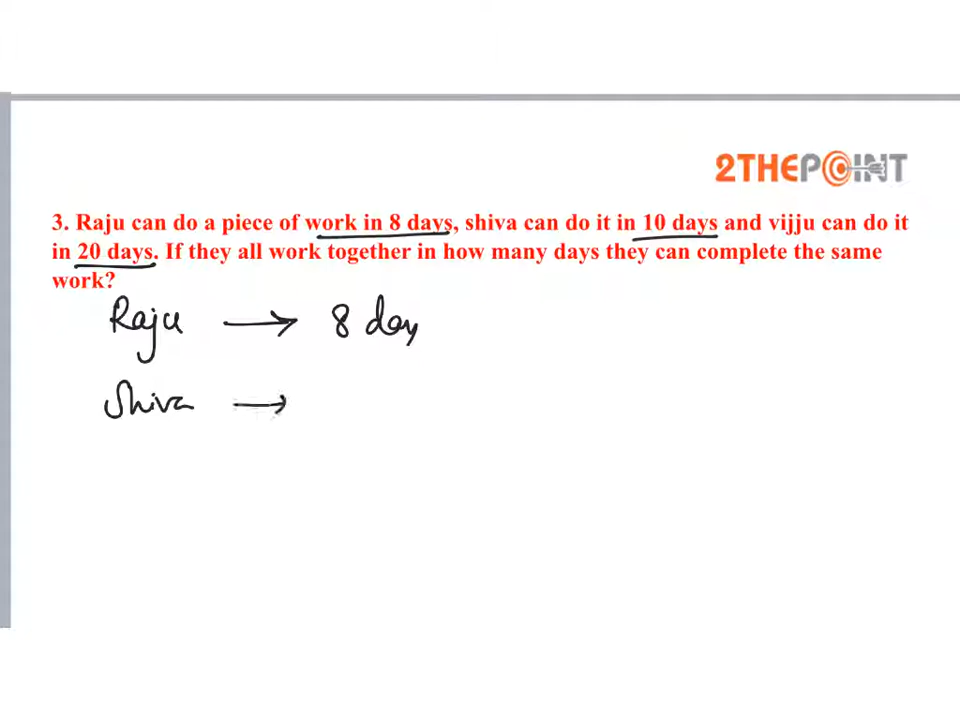 2THEPOINT
3. Raju can do a piece of work in 8 days, shiva can do it in 10 days and vijju can do it
in 20 days. If they all work together in how many days they can complete the same
work?
Raju → 8 day
Shiva →